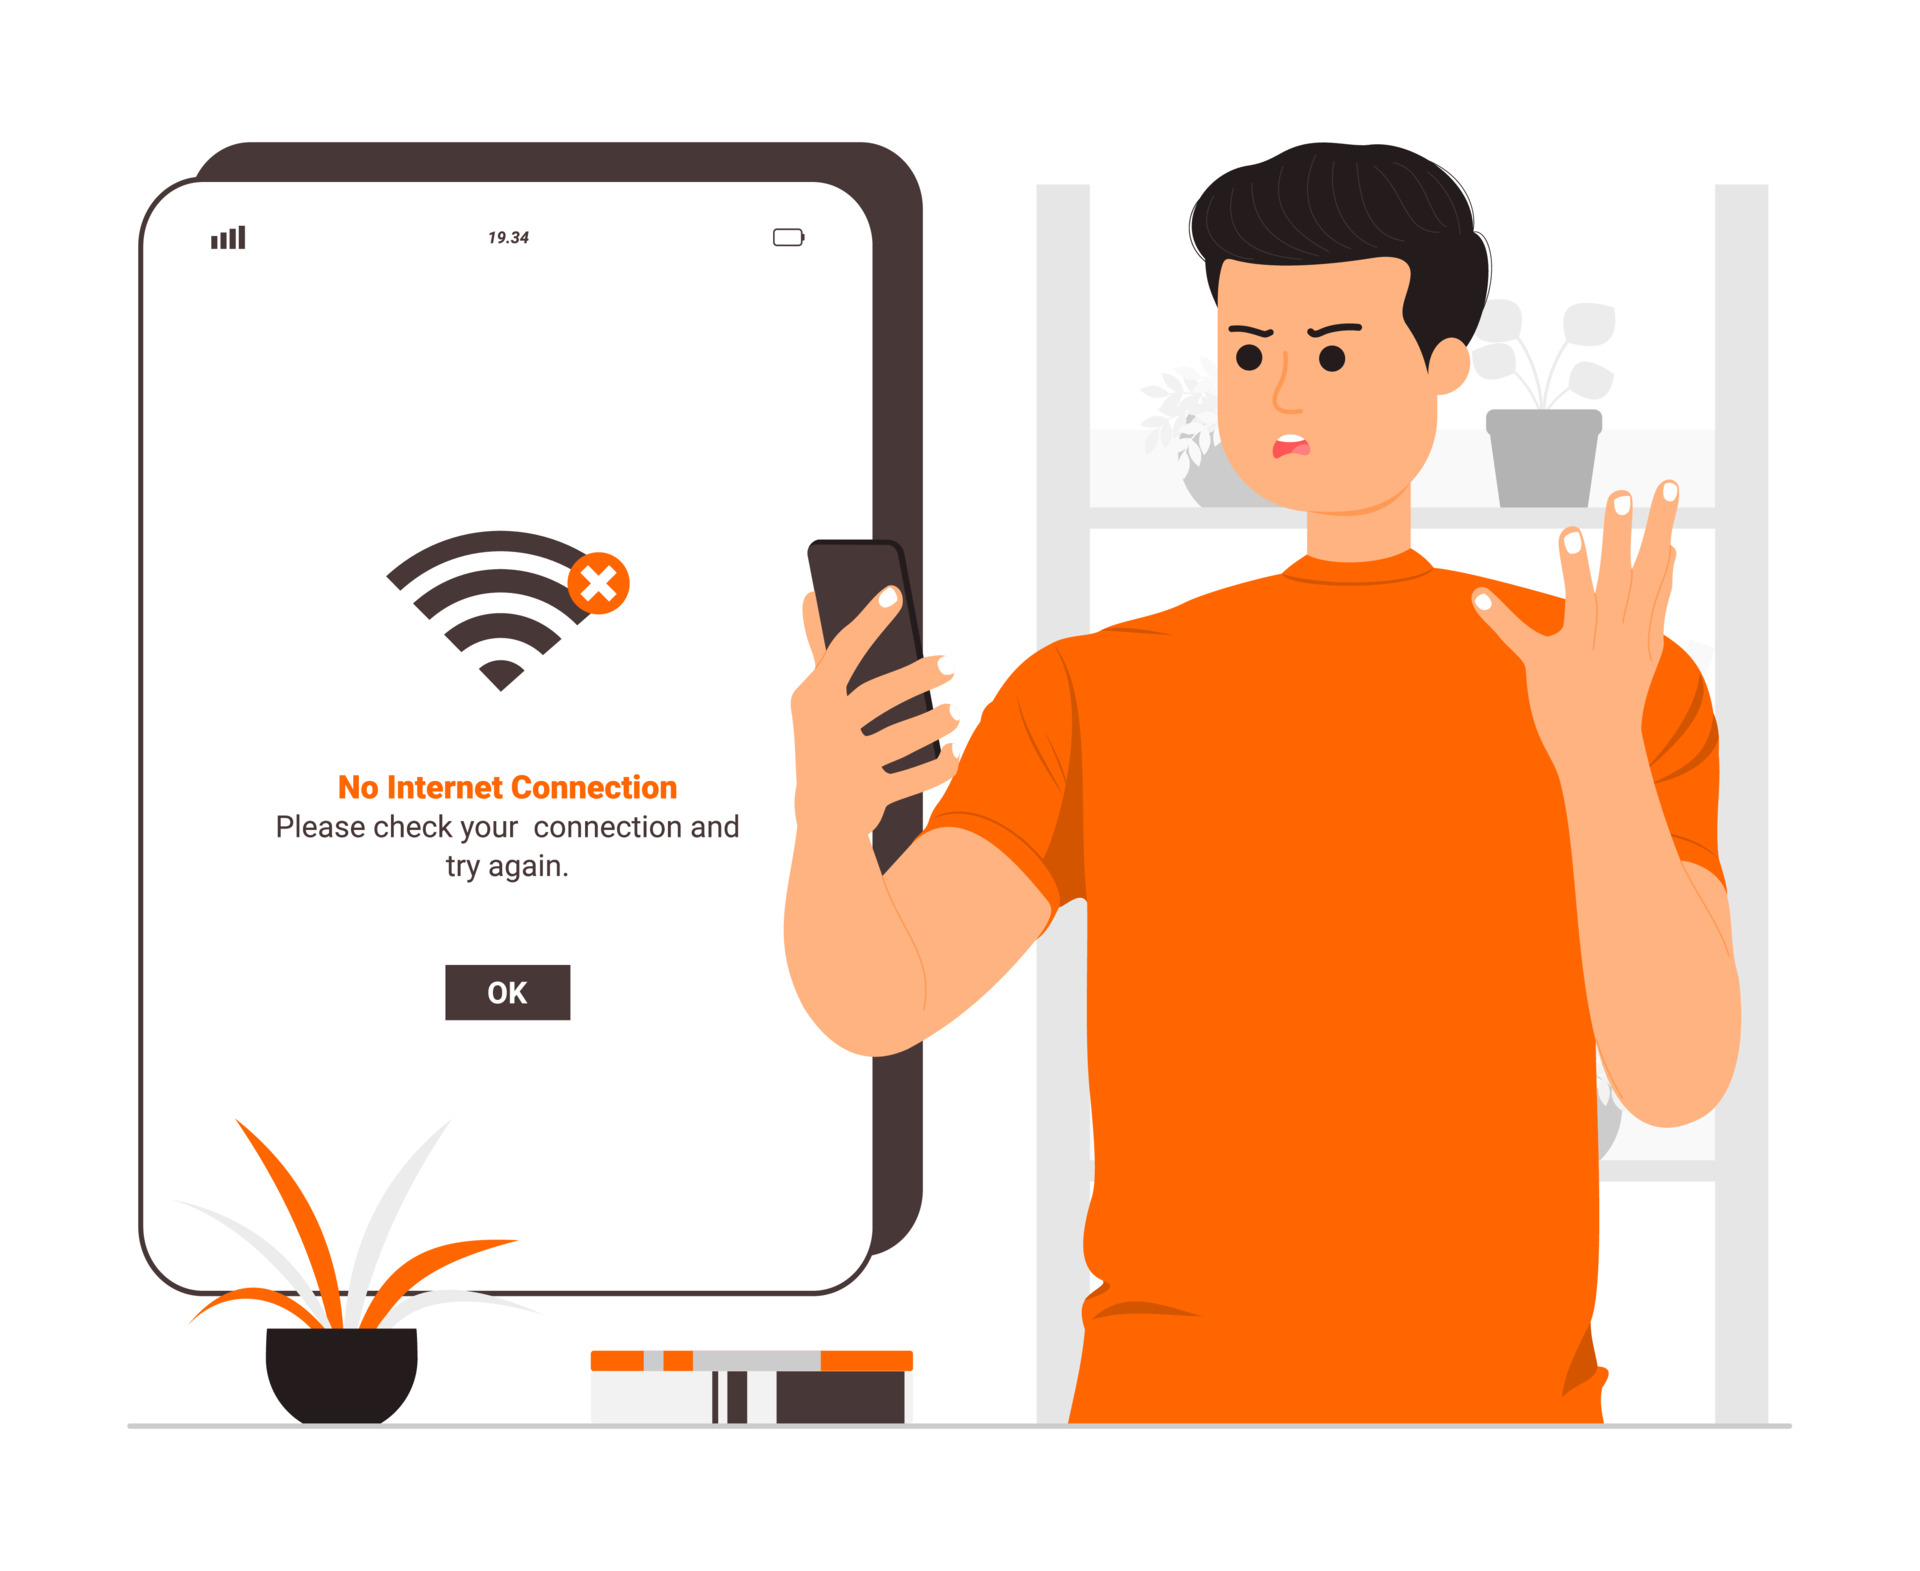 19.34
No Internet Connection
Please check your  connection and
try again.
OK